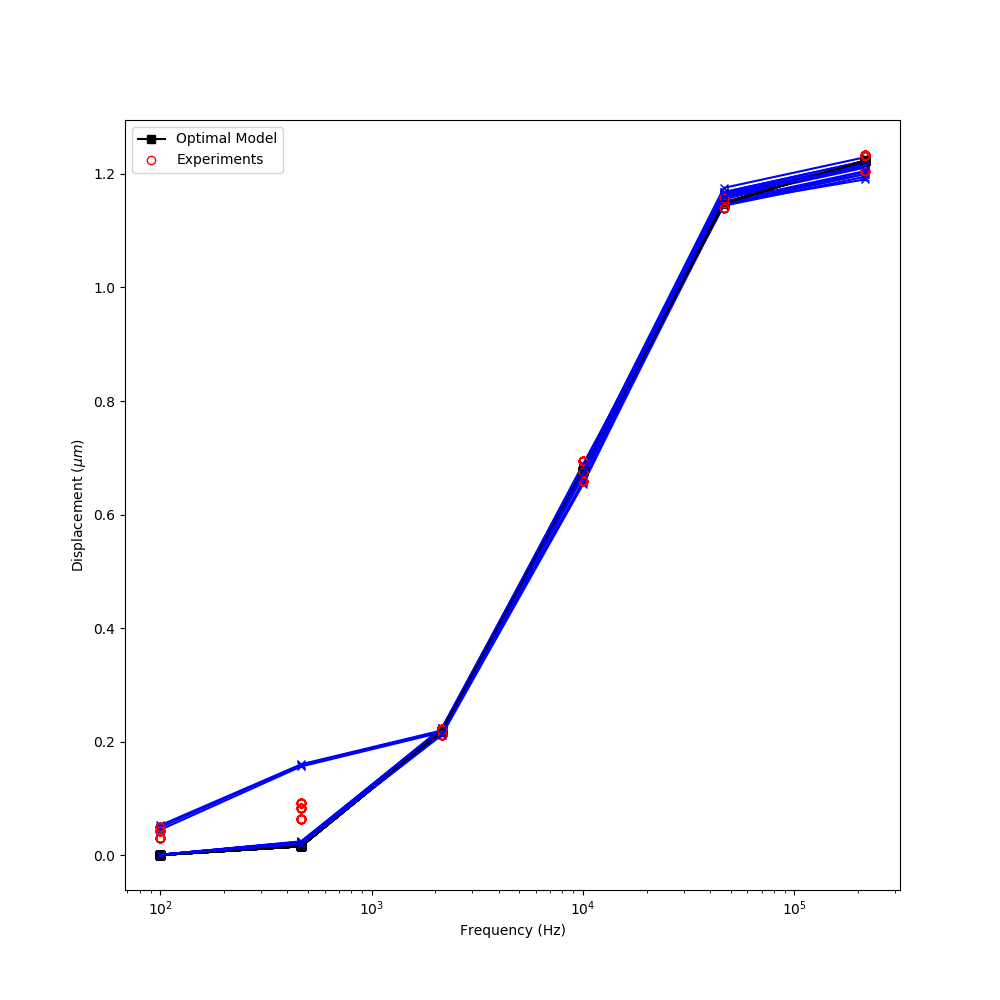 Optimal Model
Experiments
1.2
1.0
0.8
0.6
0.4
0.2
0.0
Displacement (μm)
10²
10³
10⁴
10⁵
Frequency (Hz)